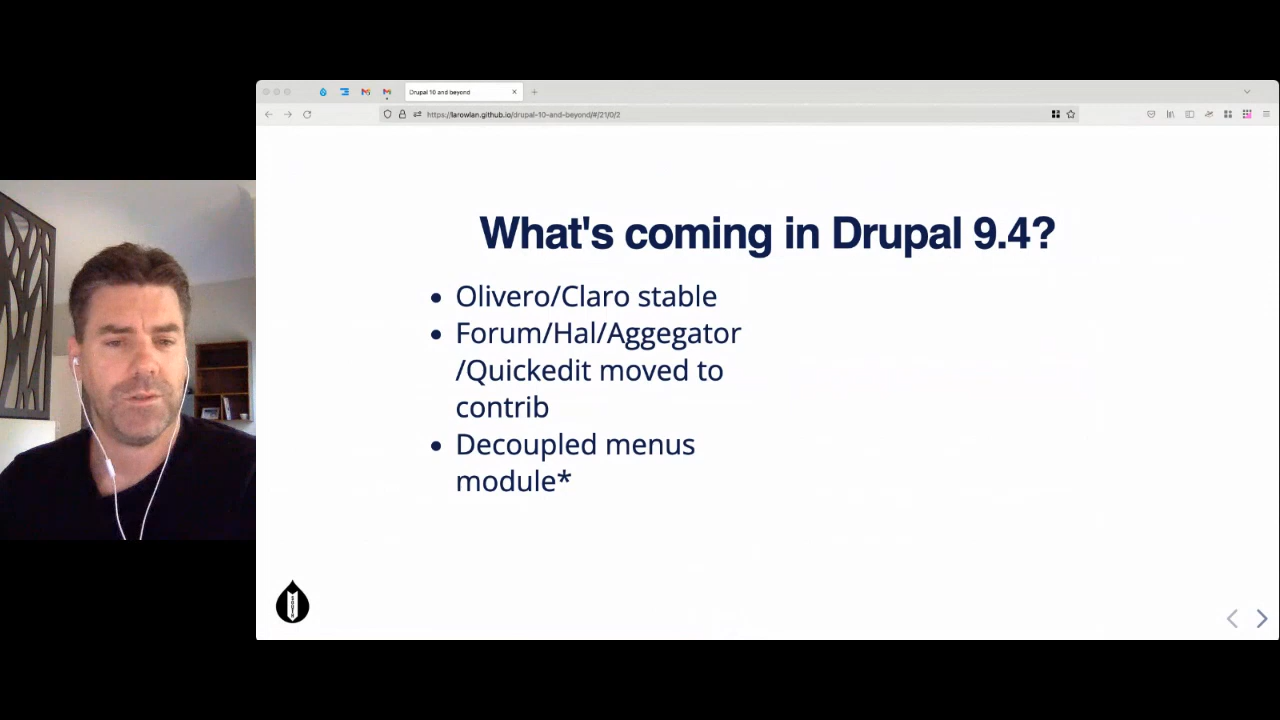 Drupal 10 and beyond
https://larowlan.github.io/drupal-10-and-beyond/#/21/0/2
What's coming in Drupal 9.4?
Olivero/Claro stable
Forum/Hal/Aggegator
/Quickedit moved to
contrib
Decoupled menus
module*